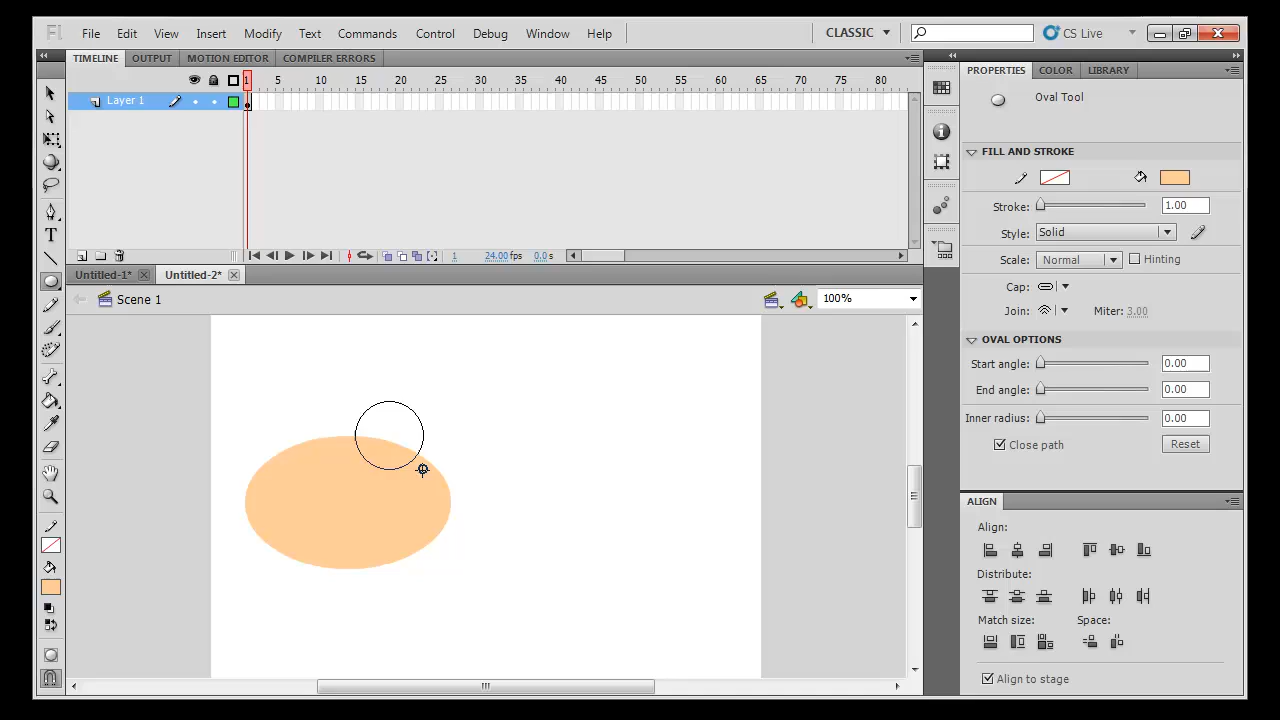 Fl File Edit View Insert Modify Text Commands Control Debug Window Help CLASSIC CS Live
TIMELINE OUTPUT MOTION EDITOR COMPILER ERRORS
PROPERTIES COLOR LIBRARY
1 5 10 15 20 25 30 35 40 45 50 55 60 65 70 75 80
Layer 1
Oval Tool
FILL AND STROKE
Stroke: 1.00
Style: Solid
Scale: Normal Hinting
Cap:
Join: Miter: 3.00
1 24.00 fps 0.0 s
Untitled-1* Untitled-2*
Scene 1 100%
OVAL OPTIONS
Start angle: 0.00
End angle: 0.00
Inner radius: 0.00
Close path Reset
ALIGN
Align:
Distribute:
Match size: Space:
Align to stage
T